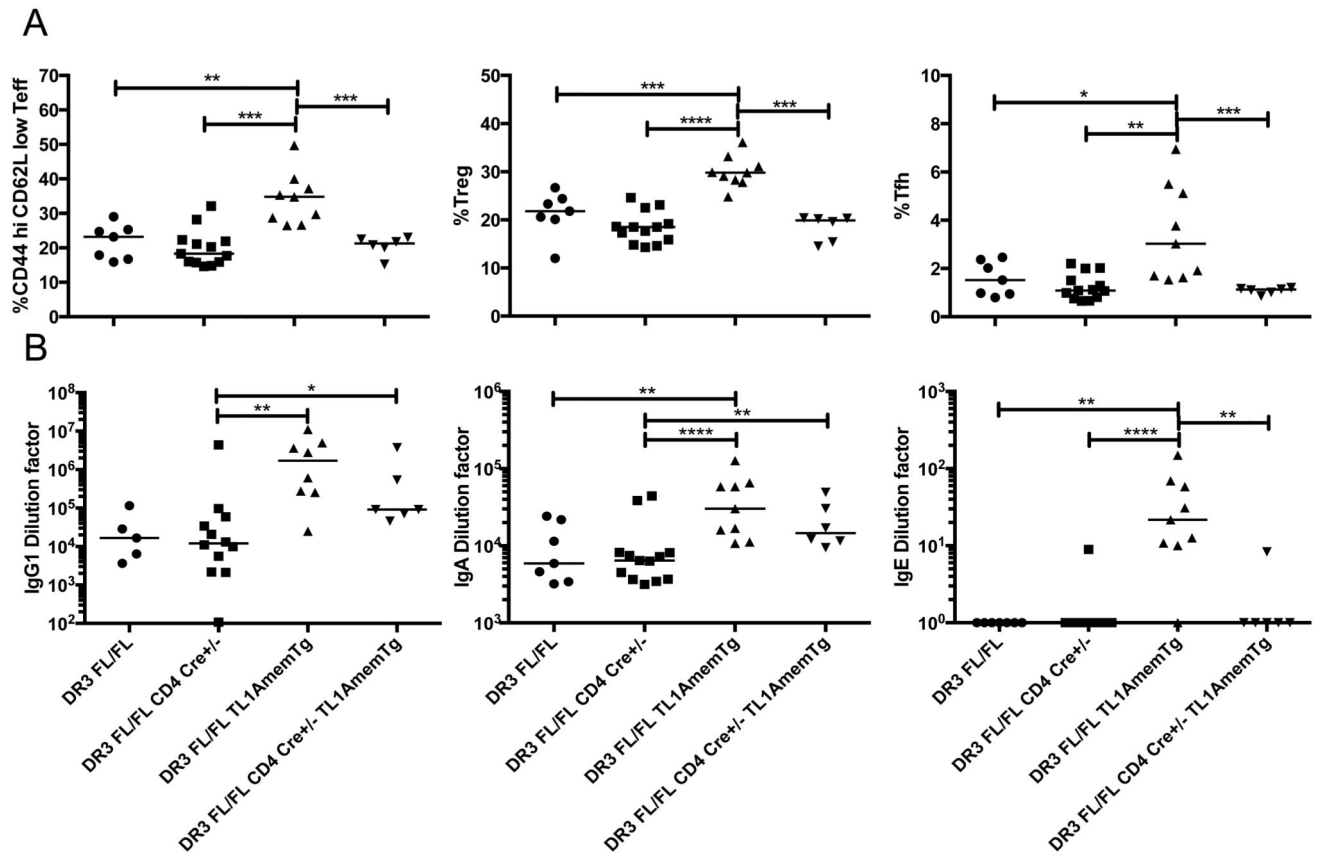 A
%CD44 hi CD62L low Teff
70
60
50
40
30
20
10
0
**
***
***
%Treg
50
40
30
20
10
0
***
****
***
%Tfh
10
8
6
4
2
0
*
**
***
B
IgG1 Dilution factor
10⁸
10⁷
10⁶
10⁵
10⁴
10³
10²
*
**
IgA Dilution factor
10⁶
10⁵
10⁴
10³
**
**
****
IgE Dilution factor
10³
10²
10¹
10⁰
**
**
****
DR3 FL/FL
DR3 FL/FL CD4 Cre+/-
DR3 FL/FL TL1AmemTg
DR3 FL/FL CD4 Cre+/- TL1AmemTg
DR3 FL/FL
DR3 FL/FL CD4 Cre+/-
DR3 FL/FL TL1AmemTg
DR3 FL/FL CD4 Cre+/- TL1AmemTg
DR3 FL/FL
DR3 FL/FL CD4 Cre+/-
DR3 FL/FL TL1AmemTg
DR3 FL/FL CD4 Cre+/- TL1AmemTg